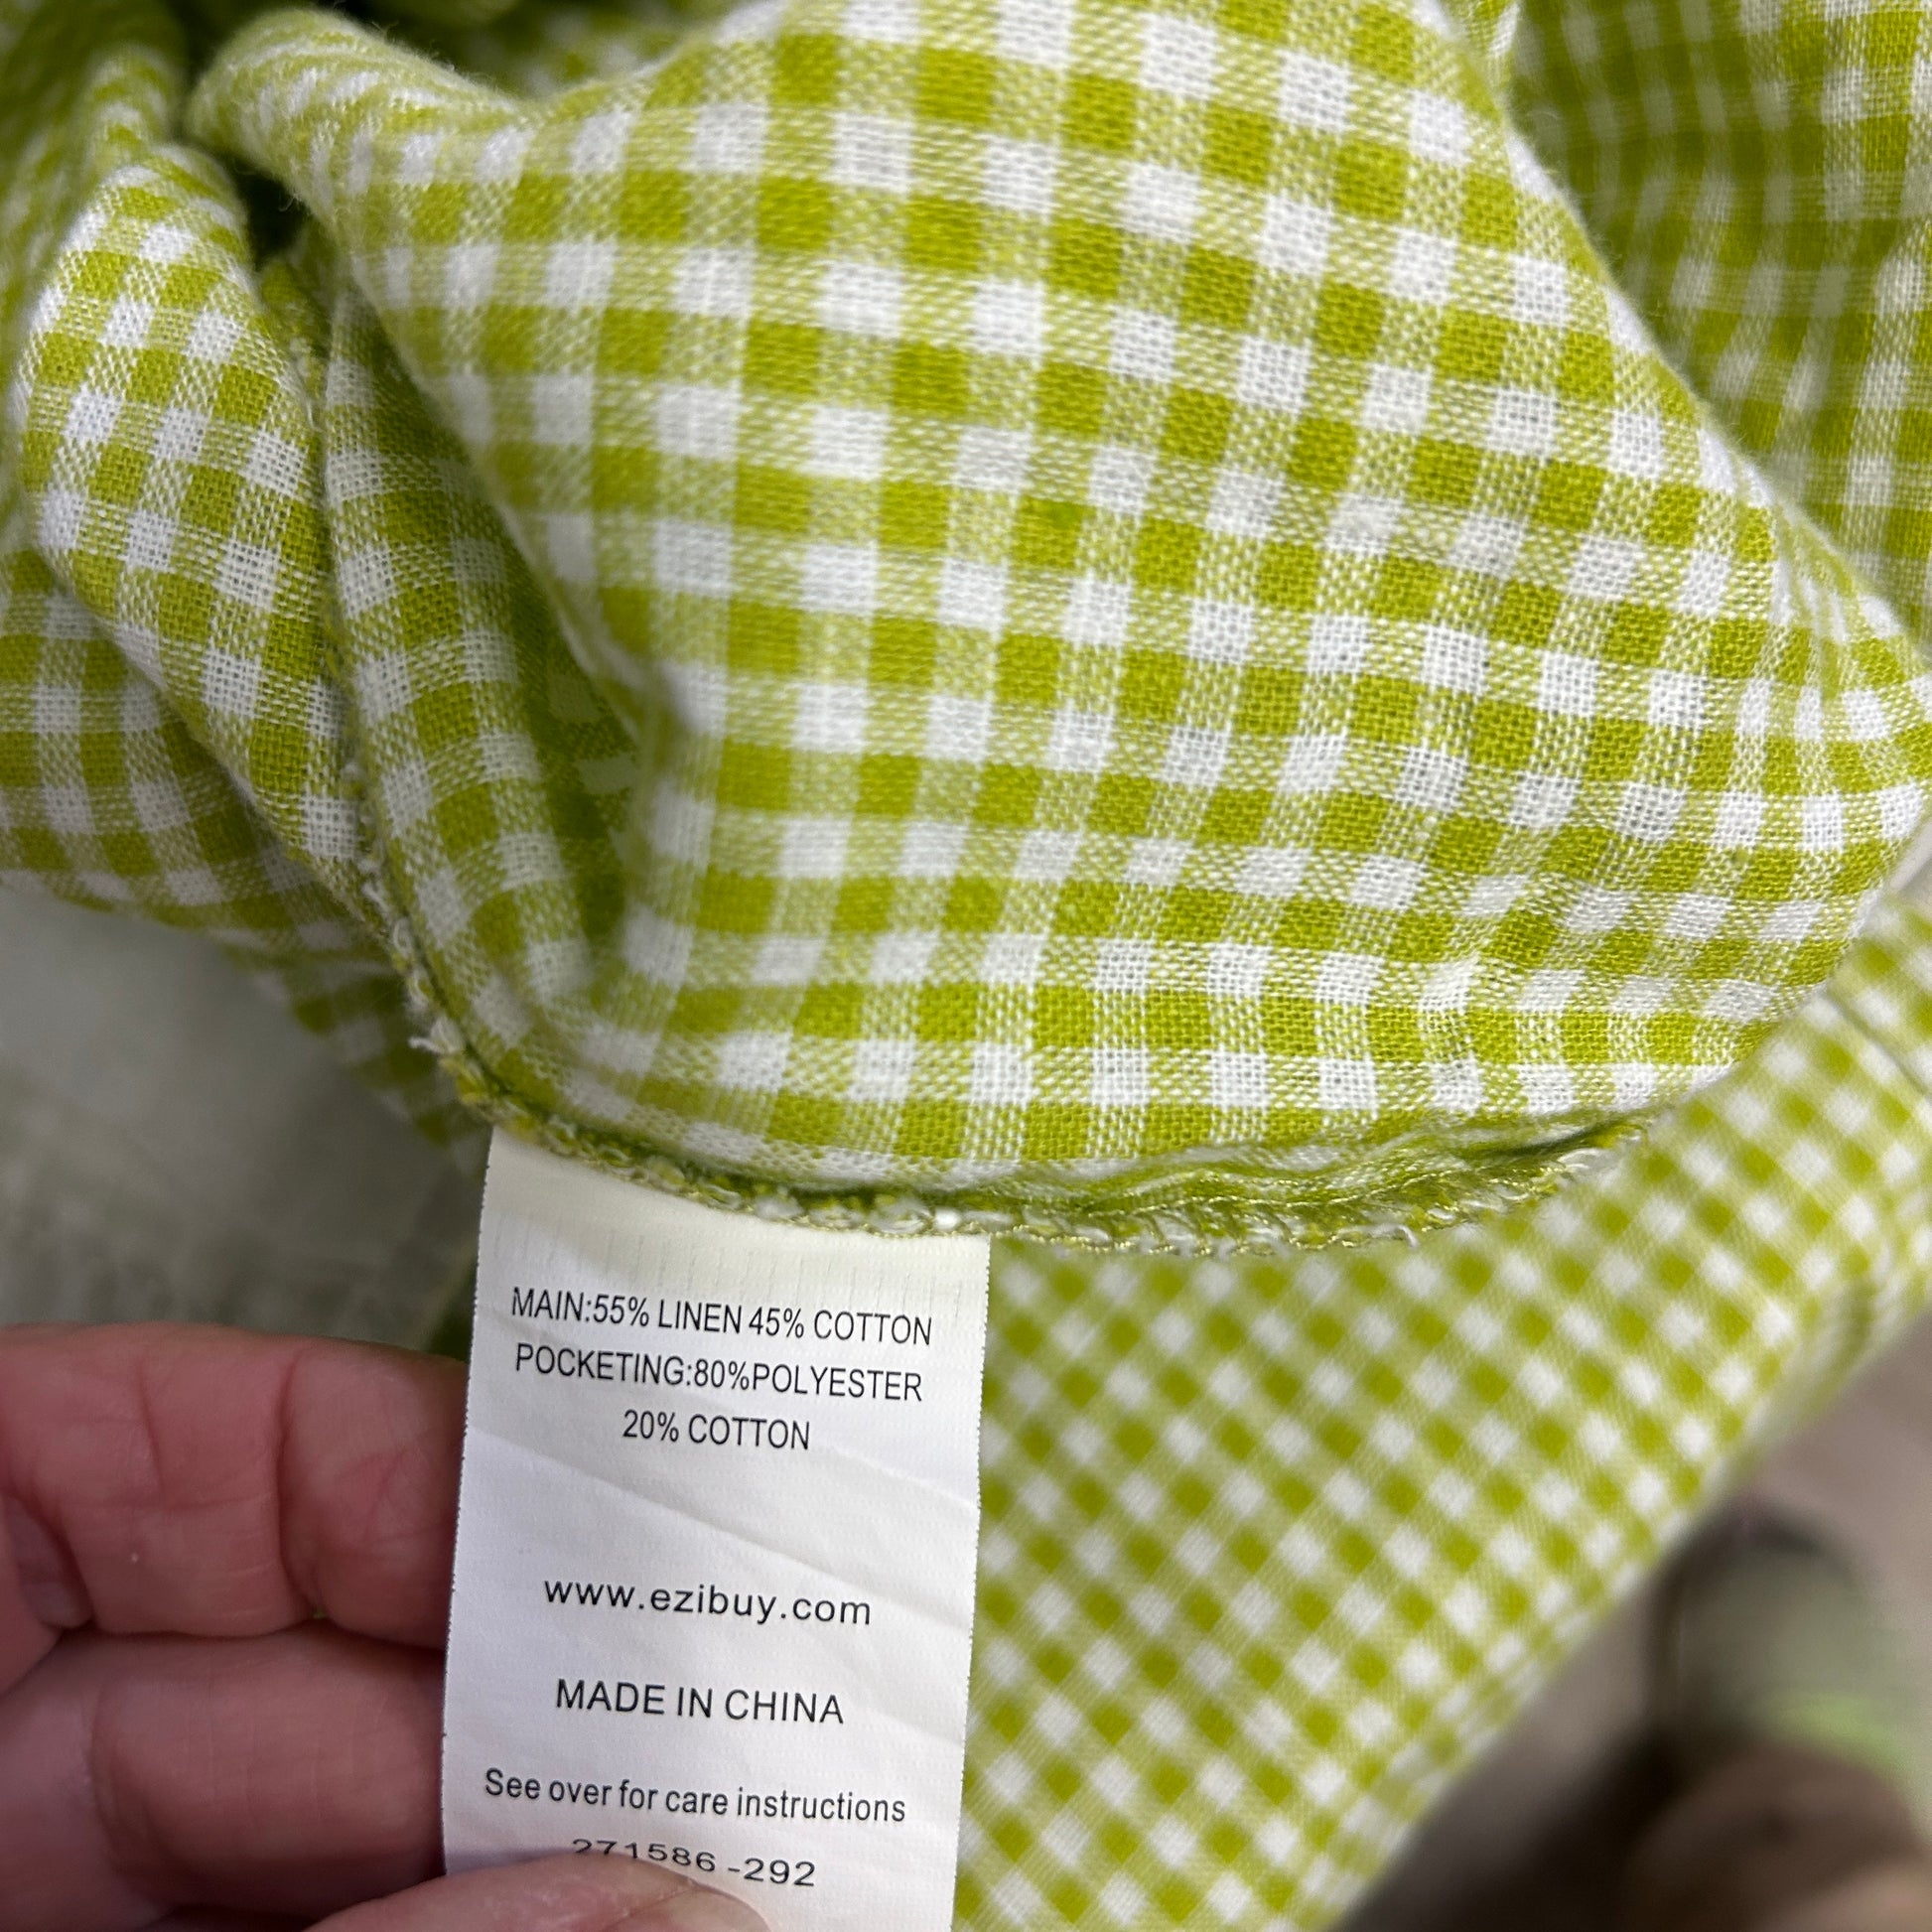 MAIN:55% LINEN 45% COTTON
POCKETING:80%POLYESTER
20% COTTON
www.ezibuy.com
MADE IN CHINA
See over for care instructions
271586 -292